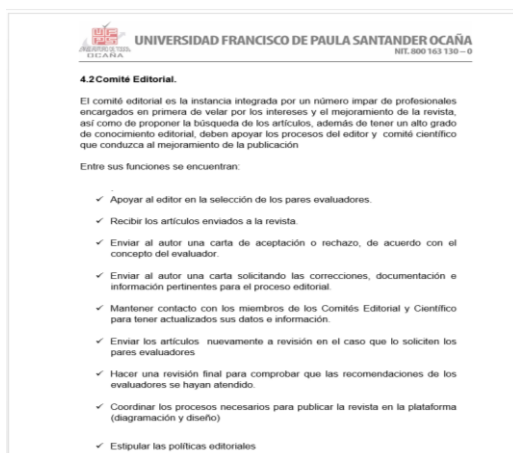 UNIVERSIDAD FRANCISCO DE PAULA SANTANDER OCAÑA
NIT. 800 163 130 – 0
OCAÑA
4.2Comité Editorial.
El comité editorial es la instancia integrada por un número impar de profesionales
encargados en primera de velar por los intereses y el mejoramiento de la revista,
así como de proponer la búsqueda de los artículos, además de tener un alto grado
de conocimiento editorial, deben apoyar los procesos del editor y comité científico
que conduzca al mejoramiento de la publicación
Entre sus funciones se encuentran:
.
✓ Apoyar al editor en la selección de los pares evaluadores.
✓ Recibir los artículos enviados a la revista.
✓ Enviar al autor una carta de aceptación o rechazo, de acuerdo con el
concepto del evaluador.
✓ Enviar al autor una carta solicitando las correcciones, documentación e
información pertinentes para el proceso editorial.
✓ Mantener contacto con los miembros de los Comités Editorial y Científico
para tener actualizados sus datos e información.
✓ Enviar los artículos nuevamente a revisión en el caso que lo soliciten los
pares evaluadores
✓ Hacer una revisión final para comprobar que las recomendaciones de los
evaluadores se hayan atendido.
✓ Coordinar los procesos necesarios para publicar la revista en la plataforma
(diagramación y diseño)
✓ Estipular las políticas editoriales